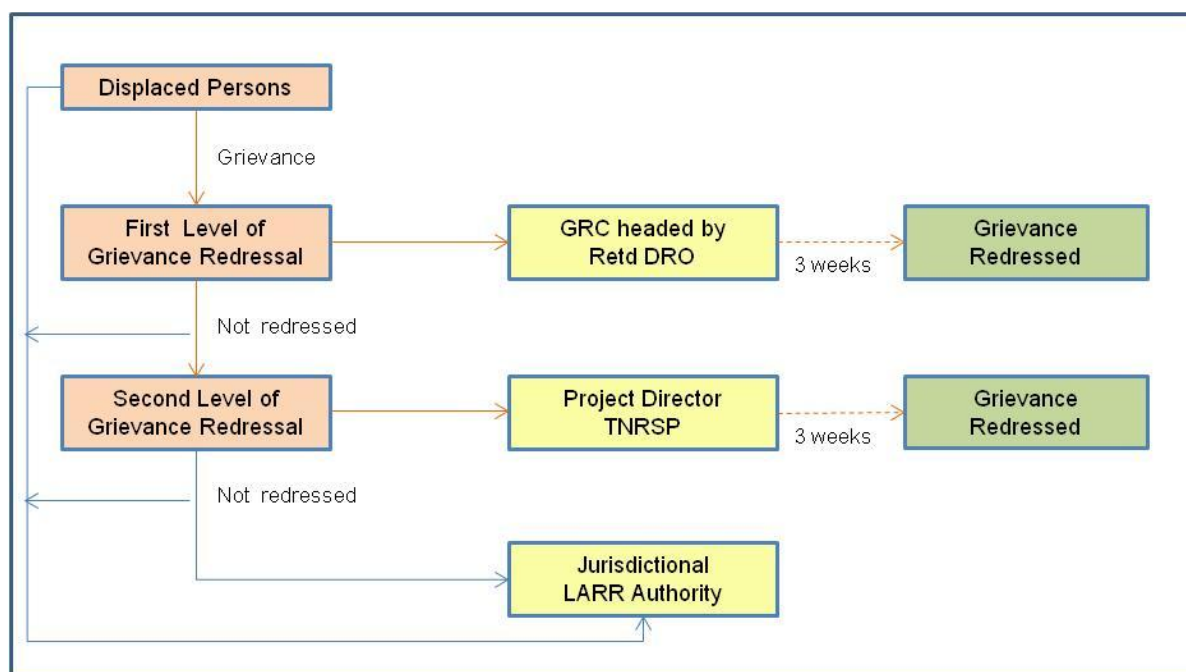 Displaced Persons
Grievance
First Level of
Grievance Redressal
GRC headed by
Retd DRO
3 weeks
Grievance
Redressed
Not redressed
Second Level of
Grievance Redressal
Project Director
TNRSP
3 weeks
Grievance
Redressed
Not redressed
Jurisdictional
LARR Authority